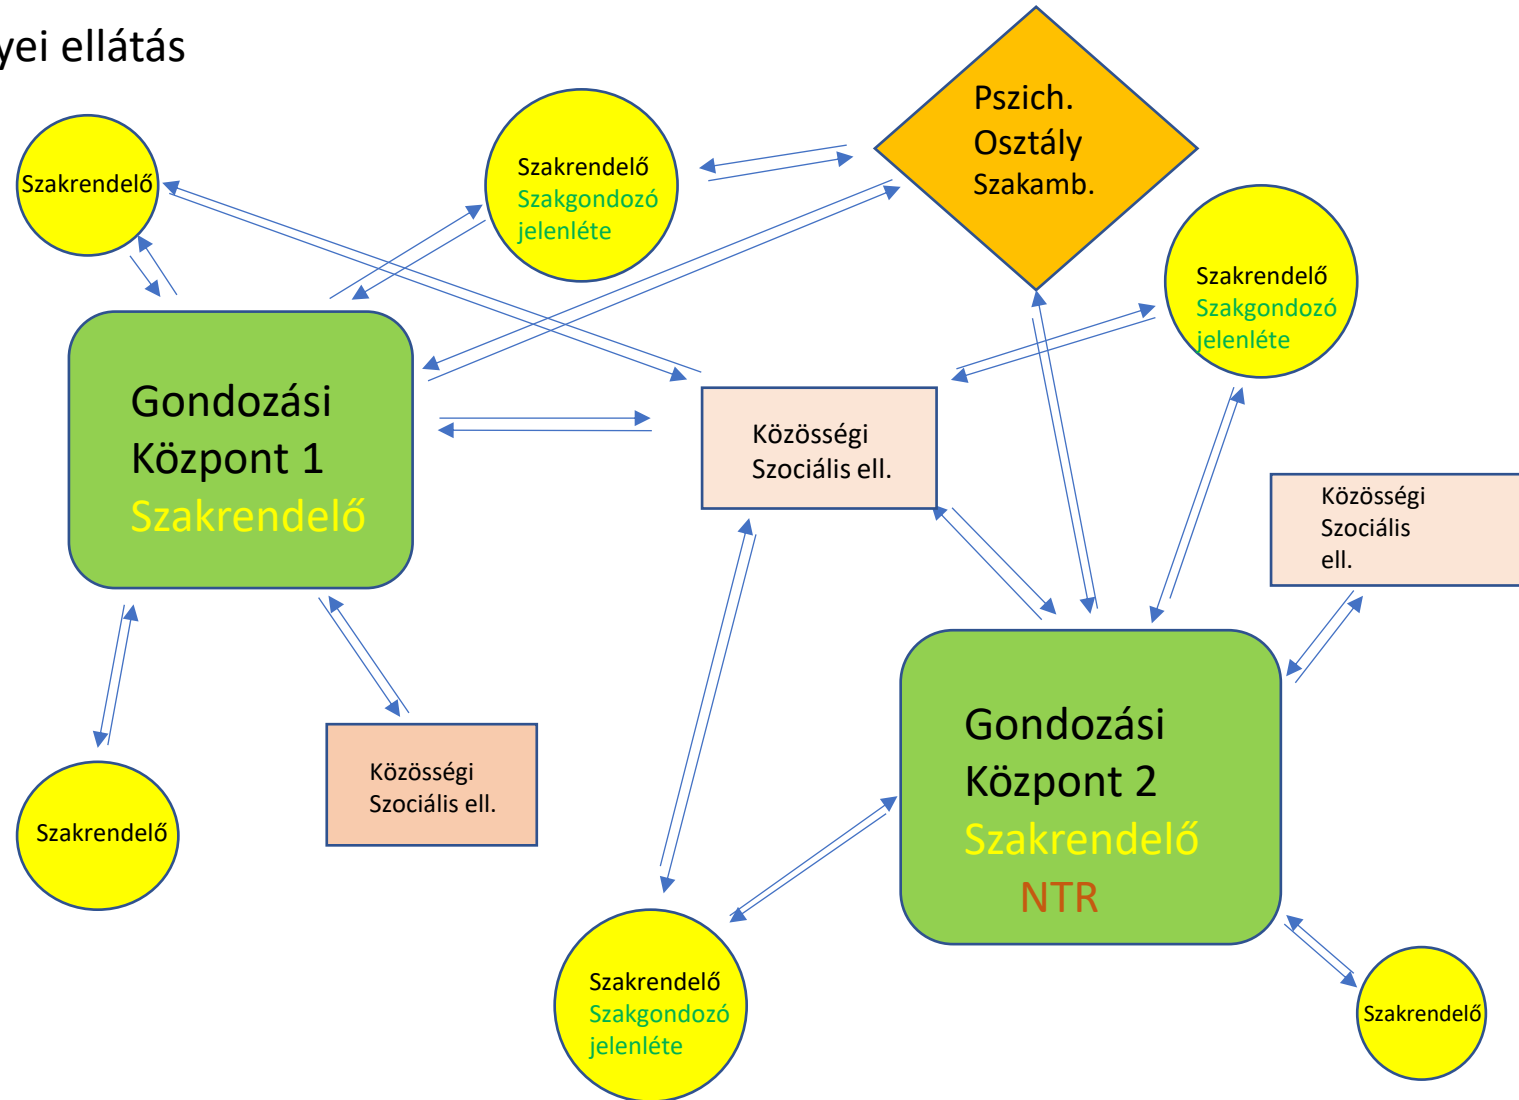 yei ellátás
Pszich.
Osztály
Szakamb.
Szakrendelő
Szakrendelő
Szakgondozó
jelenléte
Szakrendelő
Szakgondozó
jelenléte
Gondozási
Központ 1
Szakrendelő
Közösségi
Szociális ell.
Közösségi
Szociális
ell.
Gondozási
Központ 2
Szakrendelő
NTR
Közösségi
Szociális ell.
Szakrendelő
Szakrendelő
Szakgondozó
jelenléte
Szakrendelő